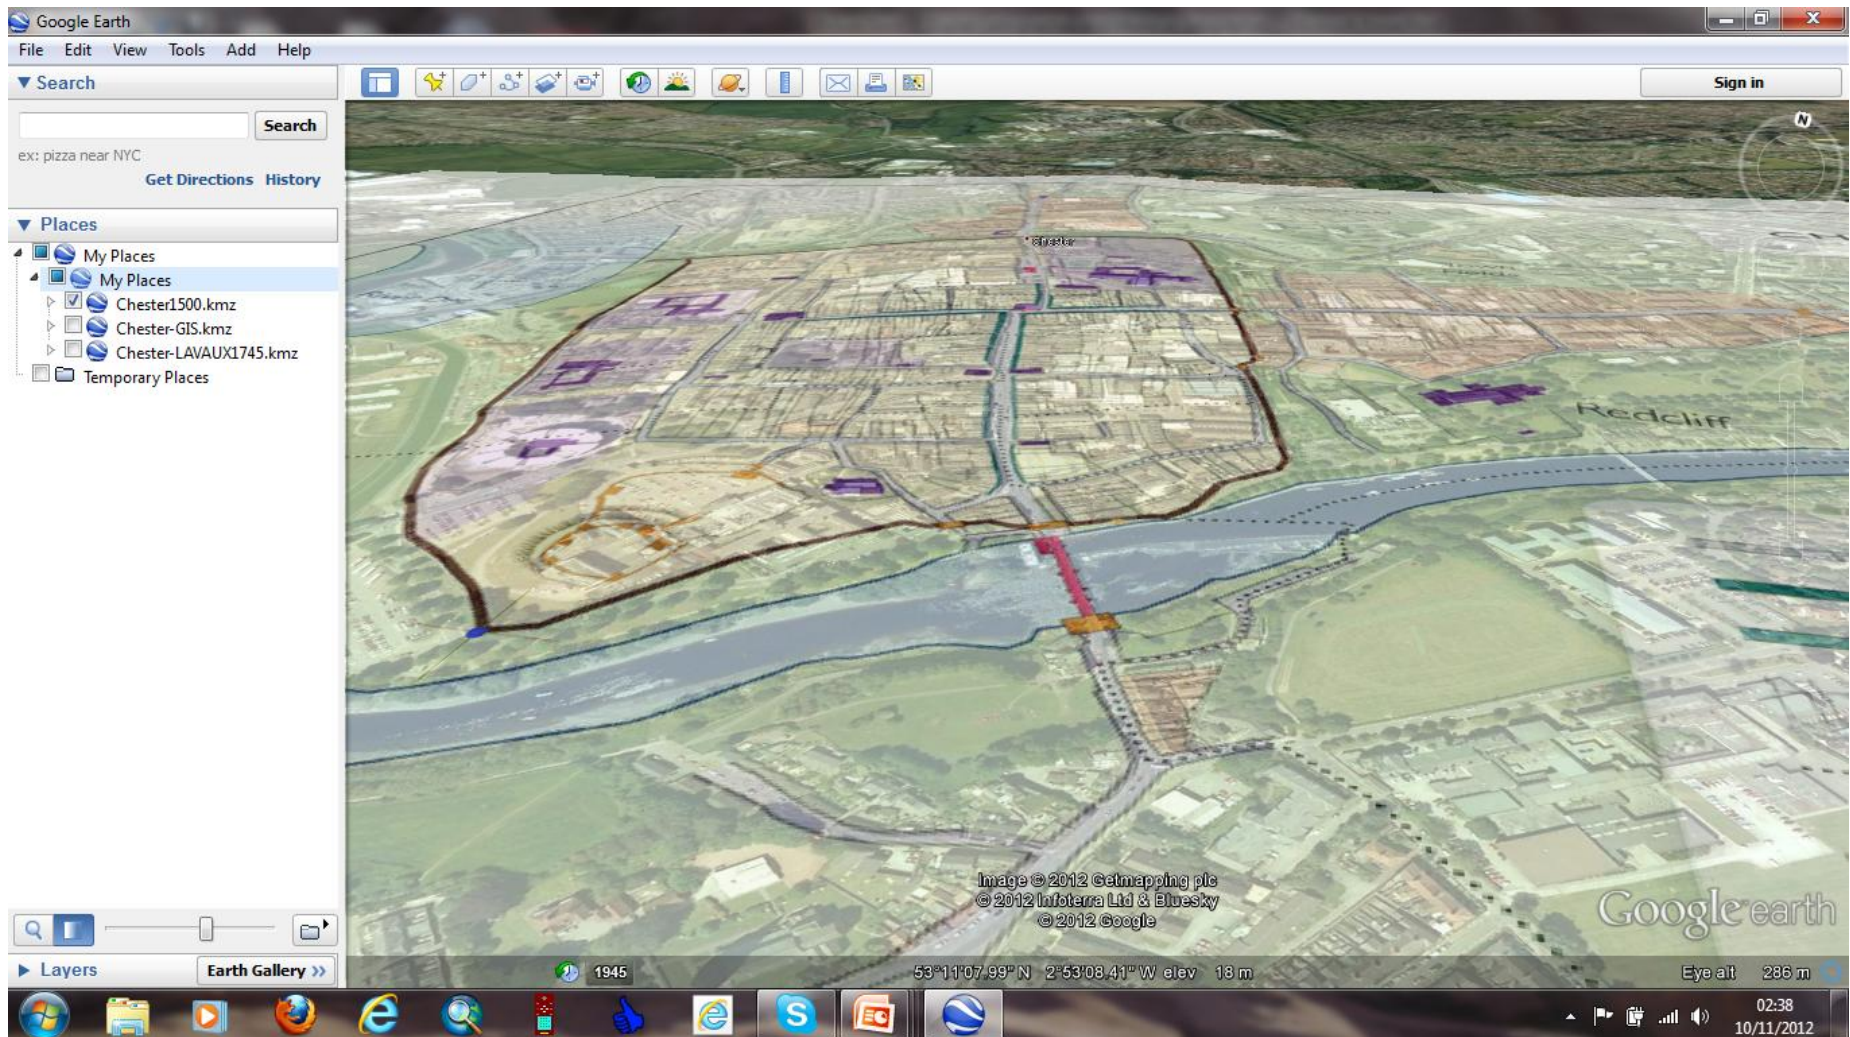 Google Earth
File Edit View Tools Add Help
Search
Sign in
Search
ex: pizza near NYC
Get Directions History
Places
My Places
My Places
Chester1500.kmz
Chester-GIS.kmz
Chester-LAVAUX1745.kmz
Temporary Places
Layers
Earth Gallery »
N
Chester
Redcliff
Image © 2012 Getmapping plc
© 2012 Infoterra Ltd & Bluesky
© 2012 Google
Google earth
1945
53°11'07.99" N 2°53'08.41" W elev 18 m
Eye alt 286 m
02:38
10/11/2012